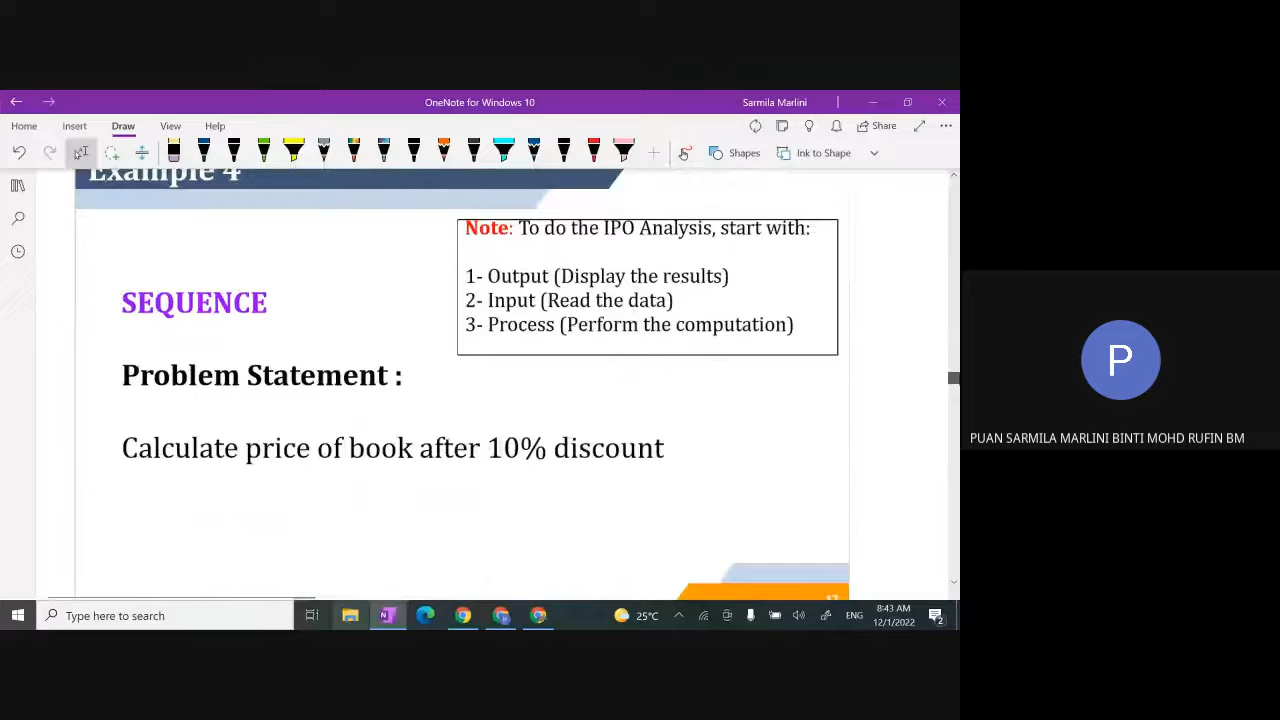 OneNote for Windows 10
Sarmila Marlini
Home Insert Draw View Help
Share
Shapes
Ink to Shape
Example 4
Note: To do the IPO Analysis, start with:
1- Output (Display the results)
2- Input (Read the data)
3- Process (Perform the computation)
SEQUENCE
Problem Statement :
Calculate price of book after 10% discount
P
PUAN SARMILA MARLINI BINTI MOHD RUFIN BM
Type here to search
25°C
ENG
8:43 AM
12/1/2022
2